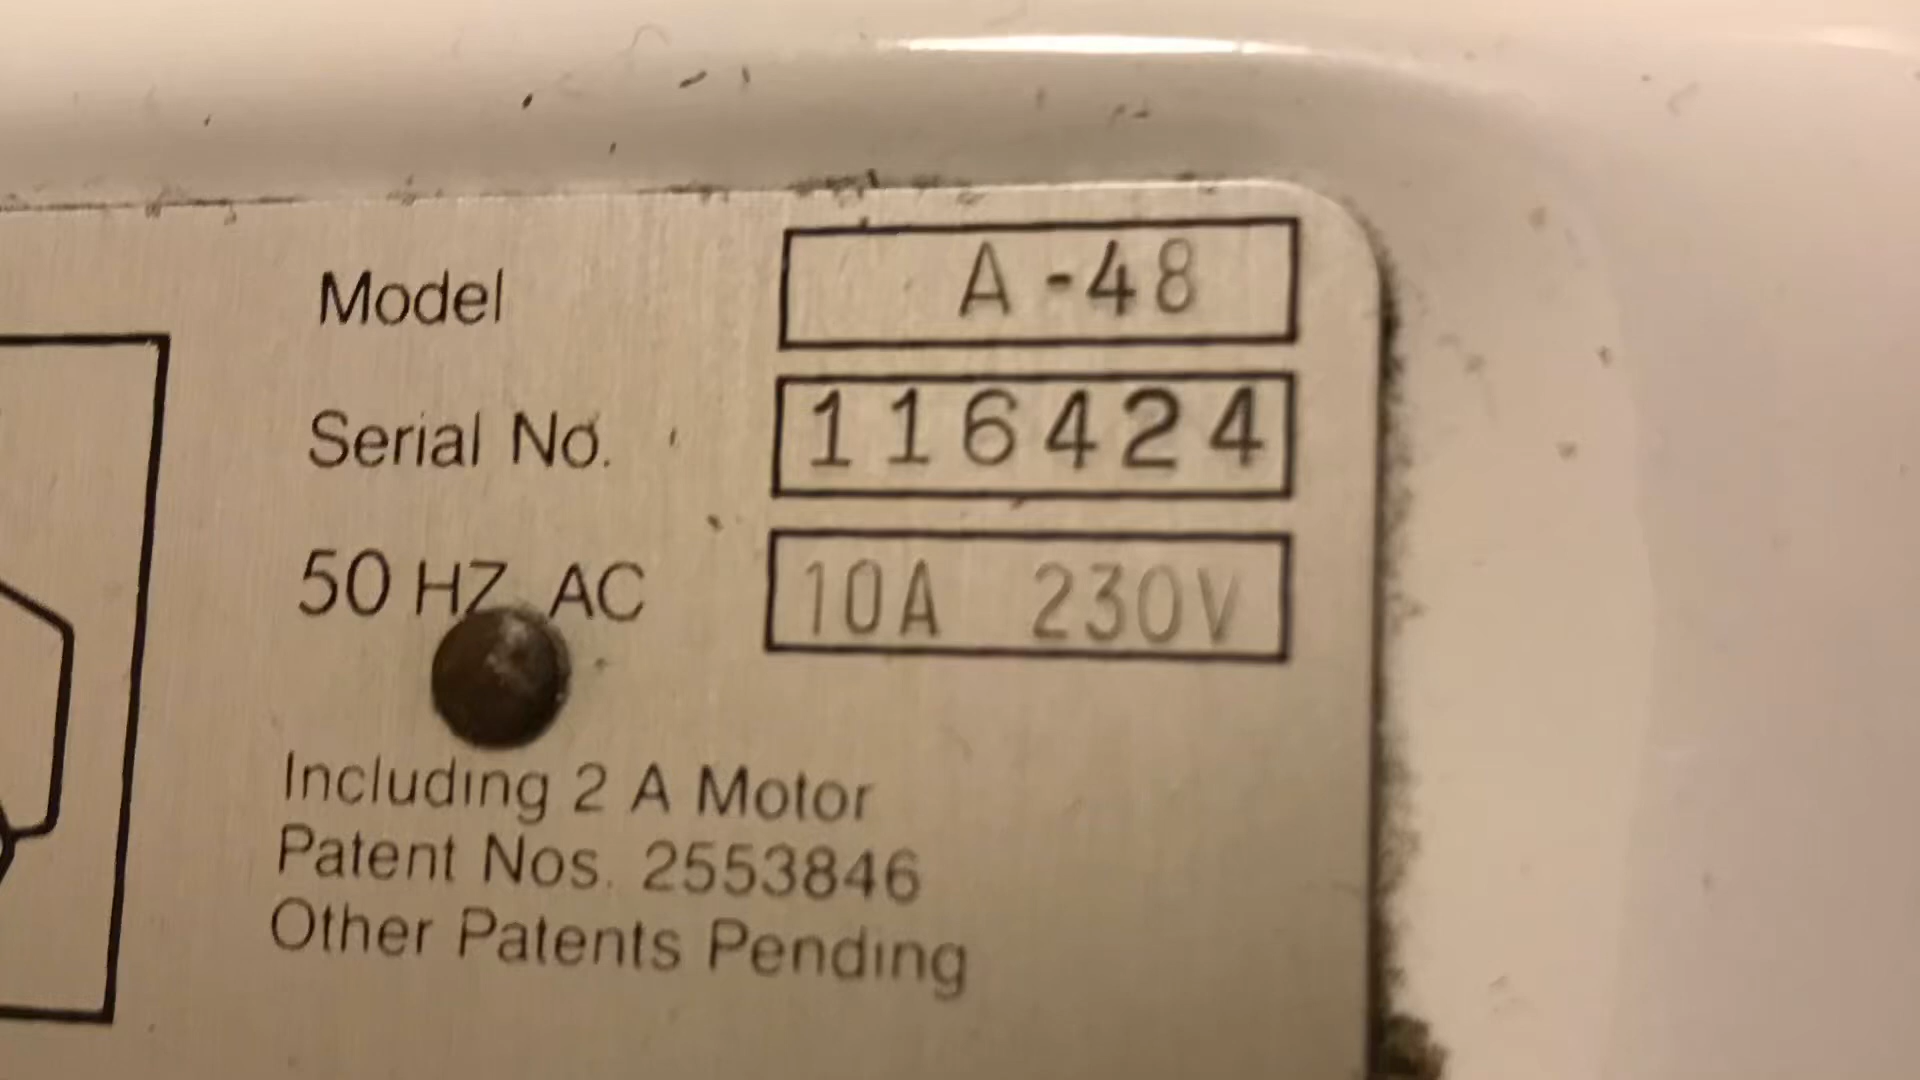 Model A-48
Serial No. 116424
50 HZ AC 10A 230V
Including 2 A Motor
Patent Nos. 2553846
Other Patents Pending